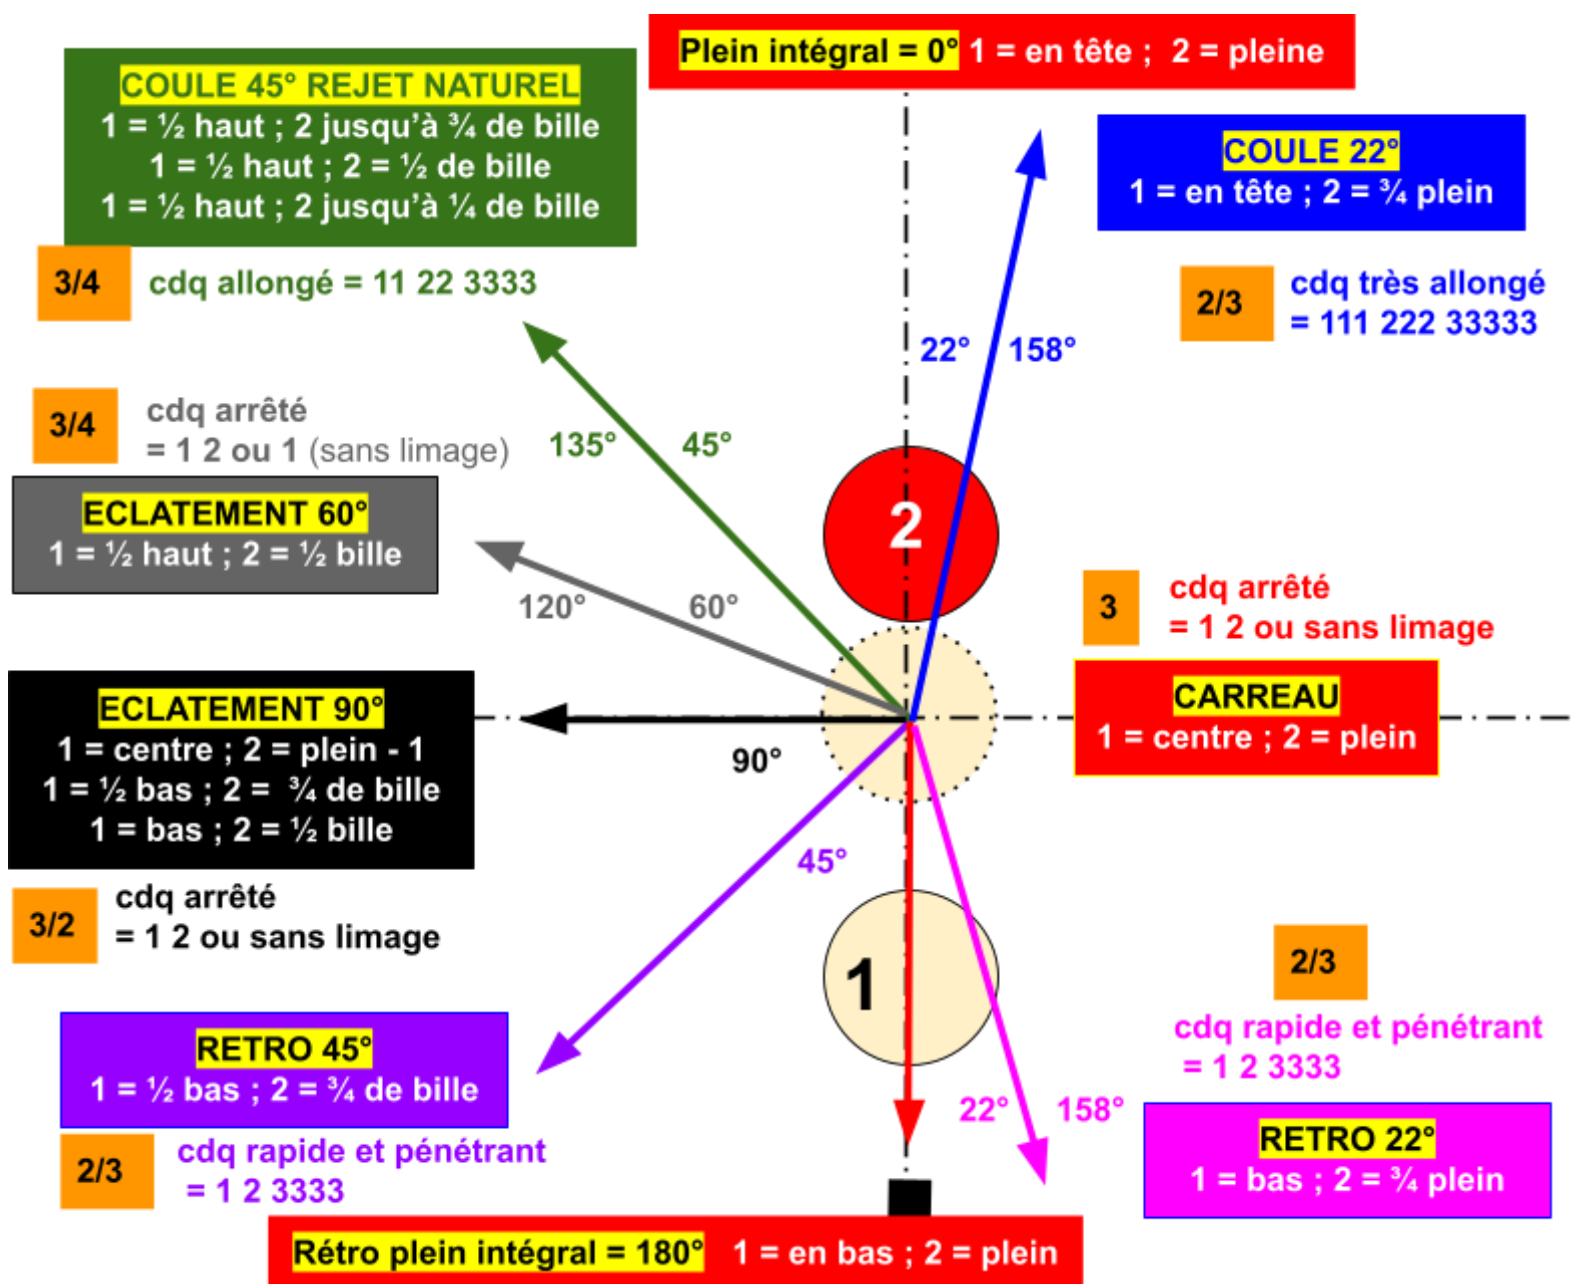 Plein intégral = 0° 1 = en tête ; 2 = pleine
COULE 45° REJET NATUREL
1 = ½ haut ; 2 jusqu'à ¾ de bille
1 = ½ haut ; 2 = ½ de bille
1 = ½ haut ; 2 jusqu'à ¼ de bille
3/4
cdq allongé = 11 22 3333
COULE 22°
1 = en tête ; 2 = ¾ plein
2/3
cdq très allongé
= 111 222 33333
22°
158°
3/4
cdq arrêté
= 1 2 ou 1 (sans limage)
135°
45°
ECLATEMENT 60°
1 = ½ haut ; 2 = ½ bille
120°
60°
2
3
cdq arrêté
= 1 2 ou sans limage
CARREAU
1 = centre ; 2 = plein
ECLATEMENT 90°
1 = centre ; 2 = plein - 1
1 = ½ bas ; 2 = ¾ de bille
1 = bas ; 2 = ½ bille
90°
3/2
cdq arrêté
= 1 2 ou sans limage
45°
1
RETRO 45°
1 = ½ bas ; 2 = ¾ de bille
2/3
cdq rapide et pénétrant
= 1 2 3333
22°
158°
2/3
cdq rapide et pénétrant
= 1 2 3333
RETRO 22°
1 = bas ; 2 = ¾ plein
Rétro plein intégral = 180° 1 = en bas ; 2 = plein